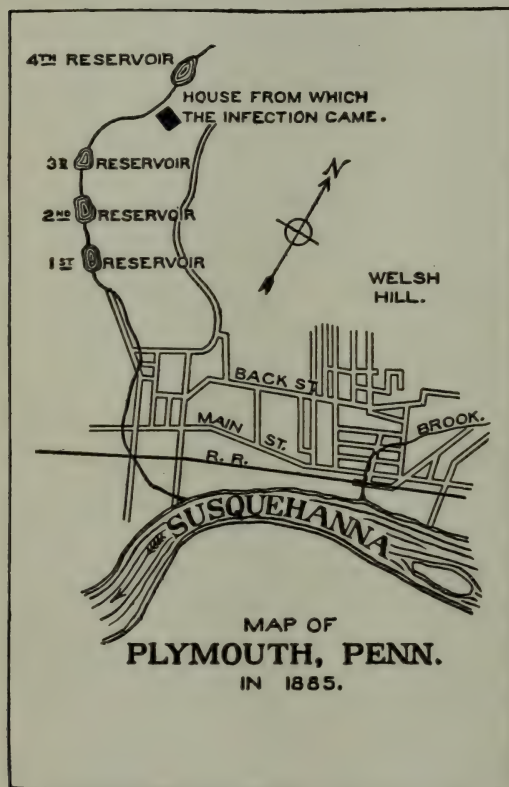 4TH RESERVOIR
HOUSE FROM WHICH
THE INFECTION CAME.
3R RESERVOIR
2ND RESERVOIR
1ST RESERVOIR
N
WELSH
HILL.
BACK ST.
MAIN ST.
BROOK.
R. R.
SUSQUEHANNA
MAP OF
PLYMOUTH, PENN.
IN 1885.